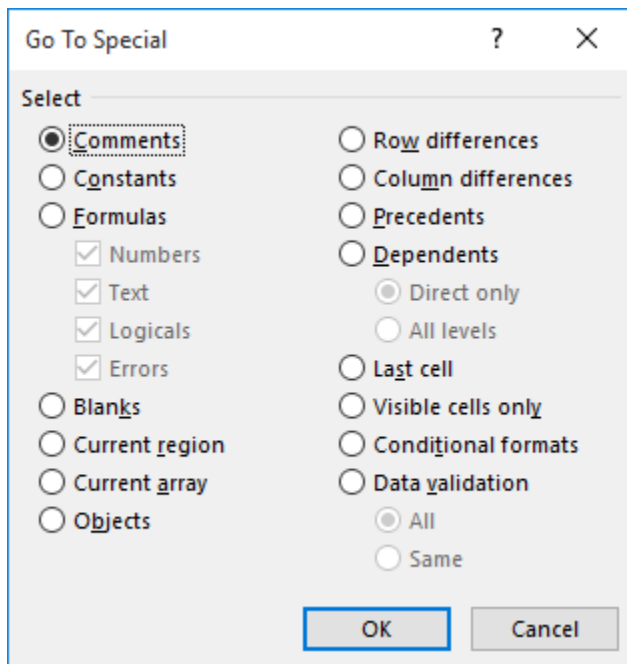 Go To Special ? X
Select
Comments
Constants
Formulas
Numbers
Text
Logicals
Errors
Blanks
Current region
Current array
Objects
Row differences
Column differences
Precedents
Dependents
Direct only
All levels
Last cell
Visible cells only
Conditional formats
Data validation
All
Same
OK Cancel